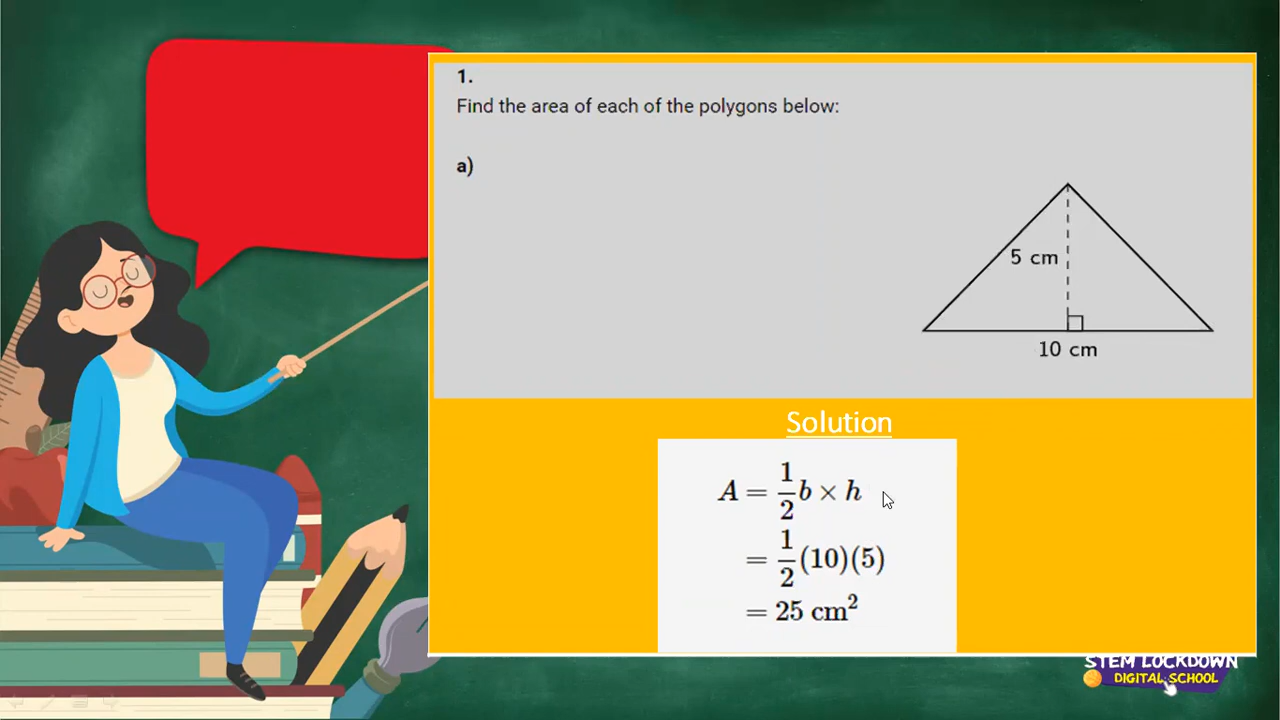 1.
Find the area of each of the polygons below:
a)
5 cm
10 cm
Solution
A = 1/2 b × h
= 1/2 (10)(5)
= 25 cm²
STEM LOCKDOWN
DIGITAL SCHOOL